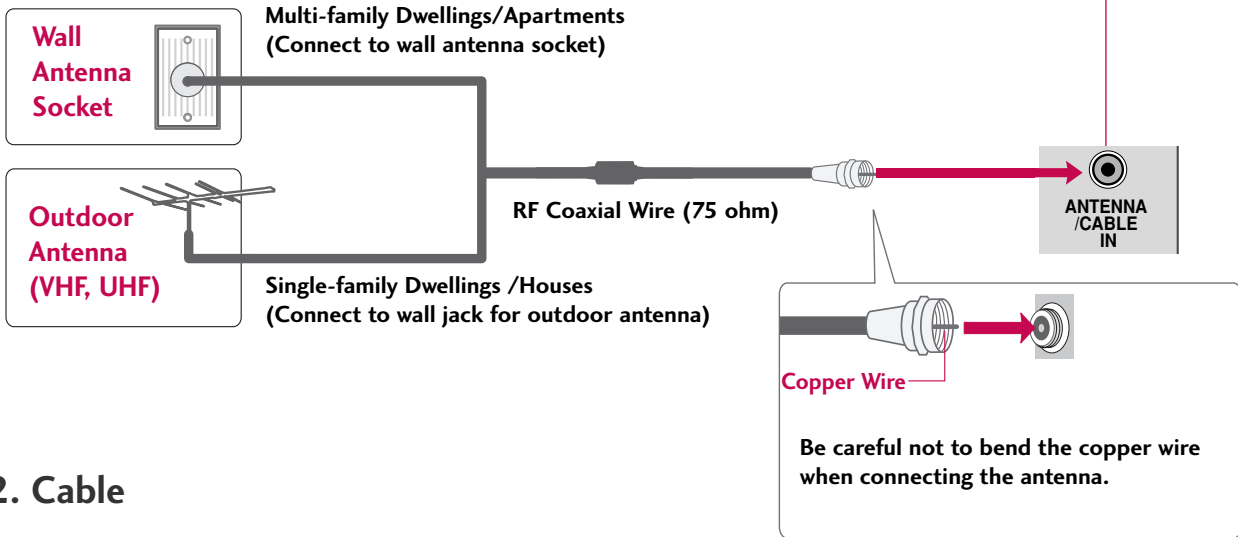 Wall
Antenna
Socket
Multi-family Dwellings/Apartments
(Connect to wall antenna socket)
Outdoor
Antenna
(VHF, UHF)
RF Coaxial Wire (75 ohm)
Single-family Dwellings /Houses
(Connect to wall jack for outdoor antenna)
ANTENNA
/CABLE
IN
Copper Wire
Be careful not to bend the copper wire
when connecting the antenna.
2. Cable